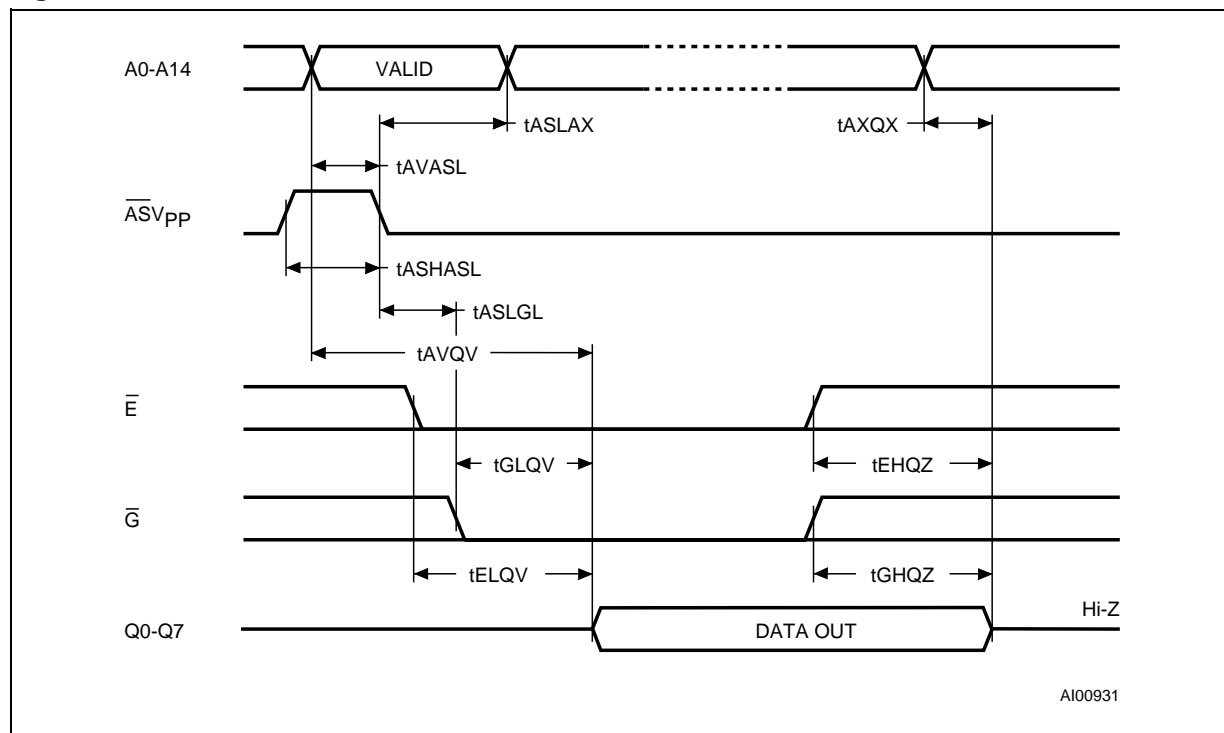 A0-A14
VALID
tASLAX
tAXQX
tAVASL
ASVPP
tASHASL
tASLGL
tAVQV
E
tGLQV
tEHQZ
G
tELQV
tGHQZ
Q0-Q7
DATA OUT
Hi-Z
AI00931